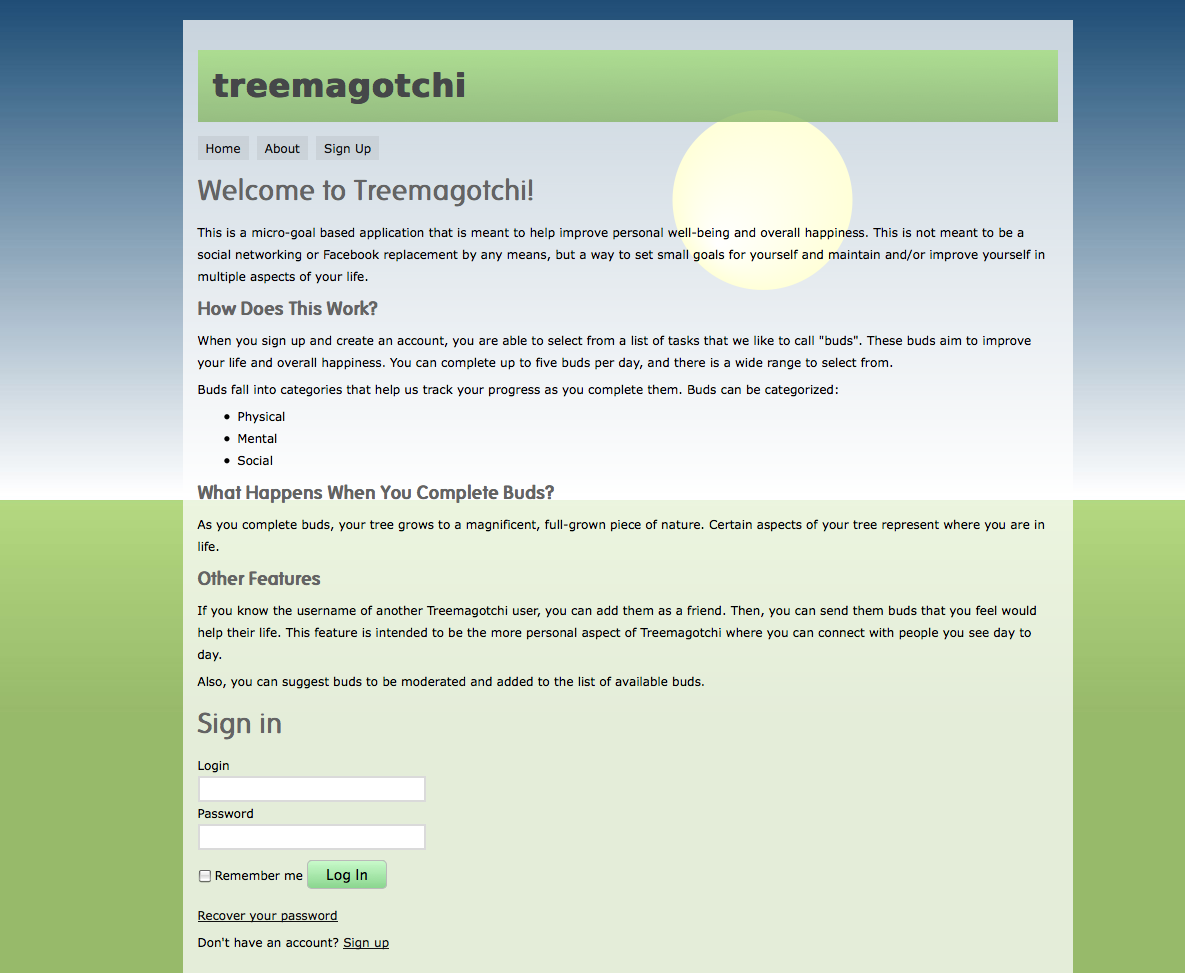 treemagotchi
Home About Sign Up
Welcome to Treemagotchi!
This is a micro-goal based application that is meant to help improve personal well-being and overall happiness. This is not meant to be a
social networking or Facebook replacement by any means, but a way to set small goals for yourself and maintain and/or improve yourself in
multiple aspects of your life.
How Does This Work?
When you sign up and create an account, you are able to select from a list of tasks that we like to call "buds". These buds aim to improve
your life and overall happiness. You can complete up to five buds per day, and there is a wide range to select from.
Buds fall into categories that help us track your progress as you complete them. Buds can be categorized:
• Physical
• Mental
• Social
What Happens When You Complete Buds?
As you complete buds, your tree grows to a magnificent, full-grown piece of nature. Certain aspects of your tree represent where you are in
life.
Other Features
If you know the username of another Treemagotchi user, you can add them as a friend. Then, you can send them buds that you feel would
help their life. This feature is intended to be the more personal aspect of Treemagotchi where you can connect with people you see day to
day.
Also, you can suggest buds to be moderated and added to the list of available buds.
Sign in
Login
Password
Remember me Log In
Recover your password
Don't have an account? Sign up